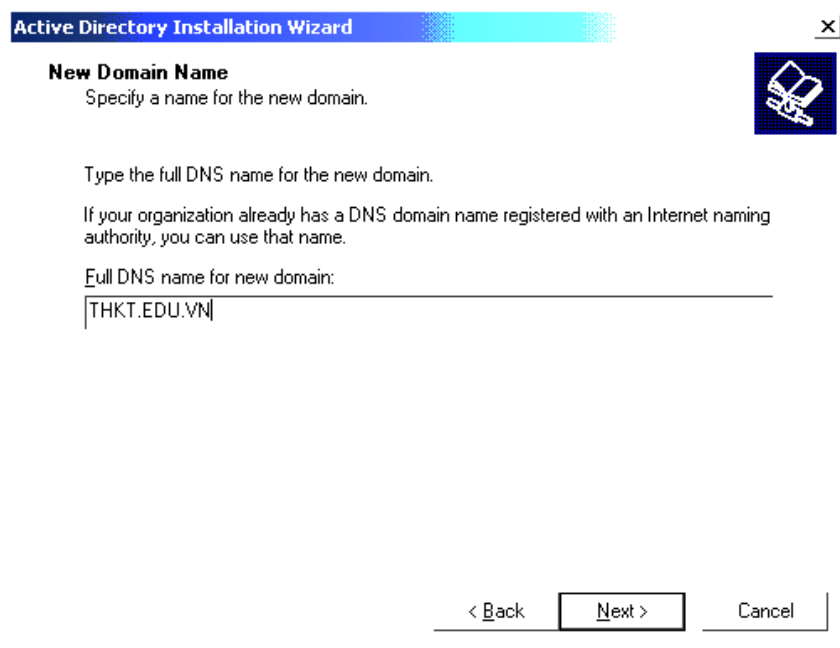 Active Directory Installation Wizard
New Domain Name
Specify a name for the new domain.
Type the full DNS name for the new domain.
If your organization already has a DNS domain name registered with an Internet naming
authority, you can use that name.
Full DNS name for new domain:
THKT.EDU.VN
< Back Next > Cancel